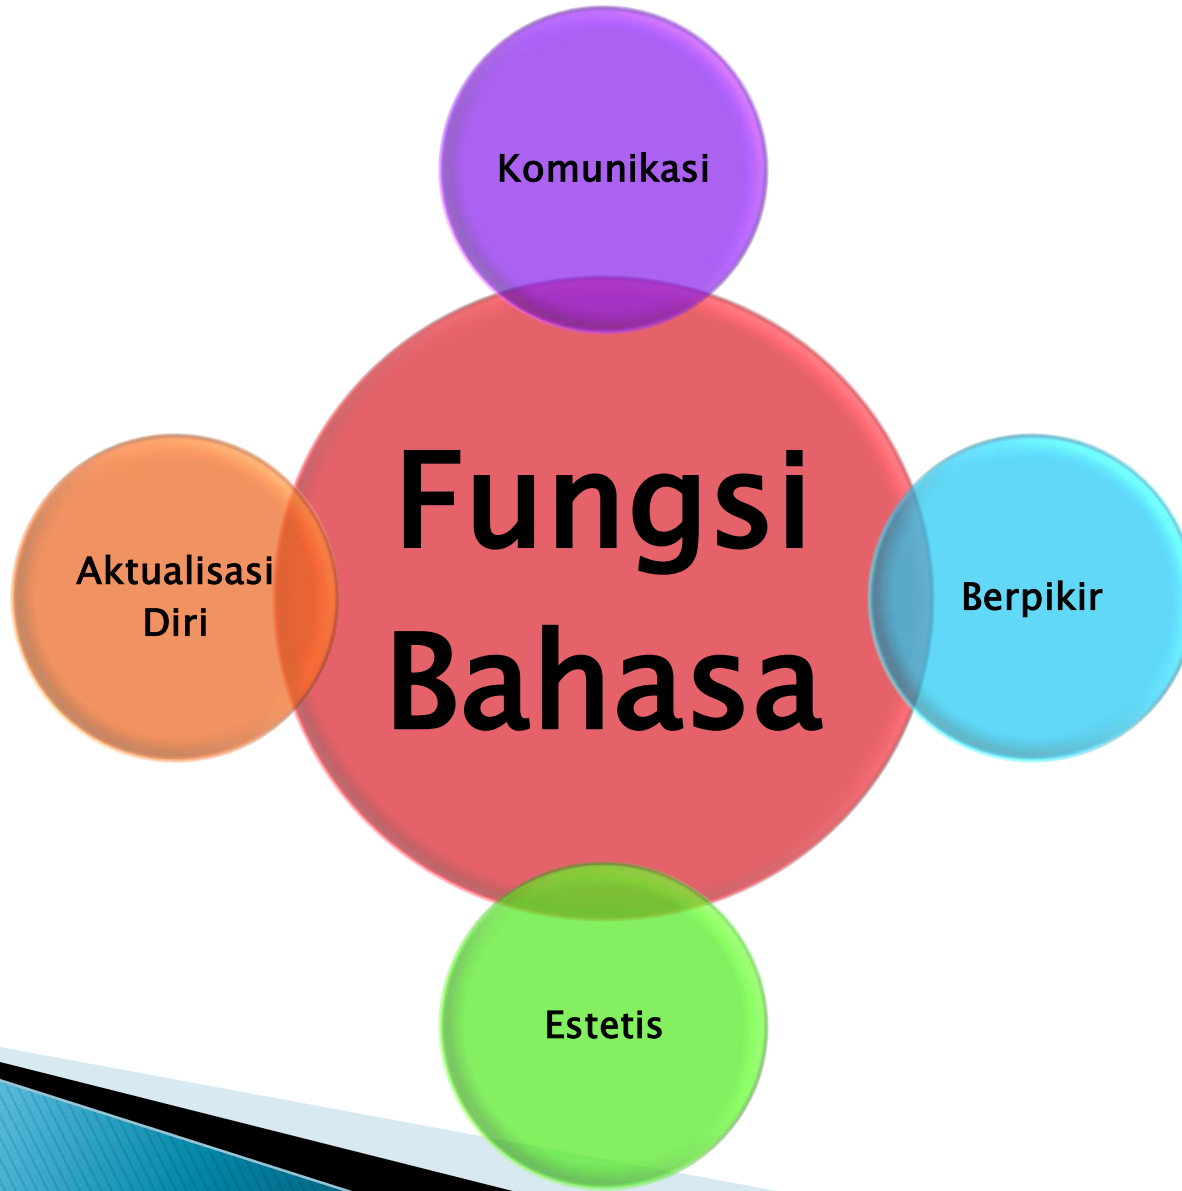 Komunikasi
Fungsi
Bahasa
Aktualisasi
Diri
Berpikir
Estetis